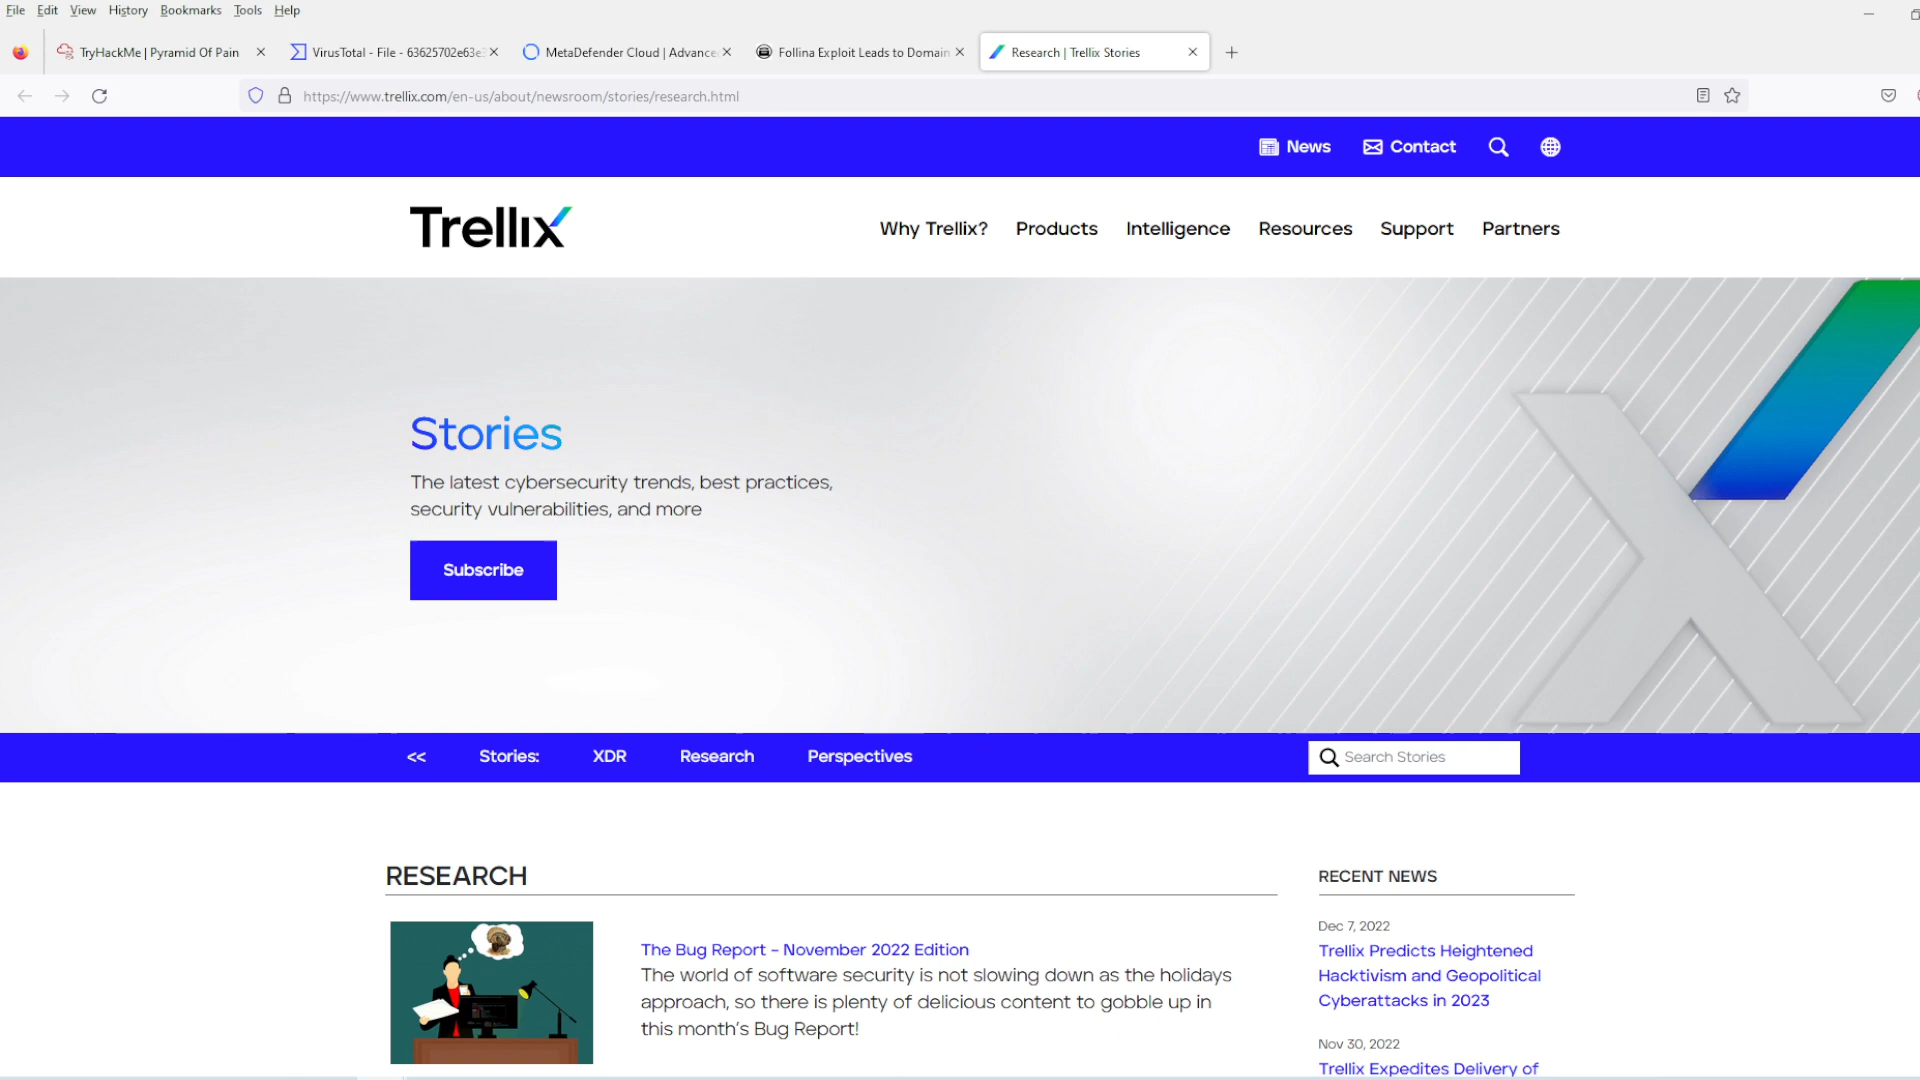 File Edit View History Bookmarks Tools Help
TryHackMe | Pyramid Of Pain
VirusTotal - File - 63625702e63e
MetaDefender Cloud | Advance
Follina Exploit Leads to Domain
Research | Trellix Stories
https://www.trellix.com/en-us/about/newsroom/stories/research.html
News Contact
Trellix
Why Trellix? Products Intelligence Resources Support Partners
Stories
The latest cybersecurity trends, best practices,
security vulnerabilities, and more
Subscribe
<< Stories: XDR Research Perspectives Search Stories
RESEARCH
The Bug Report – November 2022 Edition
The world of software security is not slowing down as the holidays
approach, so there is plenty of delicious content to gobble up in
this month's Bug Report!
RECENT NEWS
Dec 7, 2022
Trellix Predicts Heightened
Hacktivism and Geopolitical
Cyberattacks in 2023
Nov 30, 2022
Trellix Expedites Delivery of